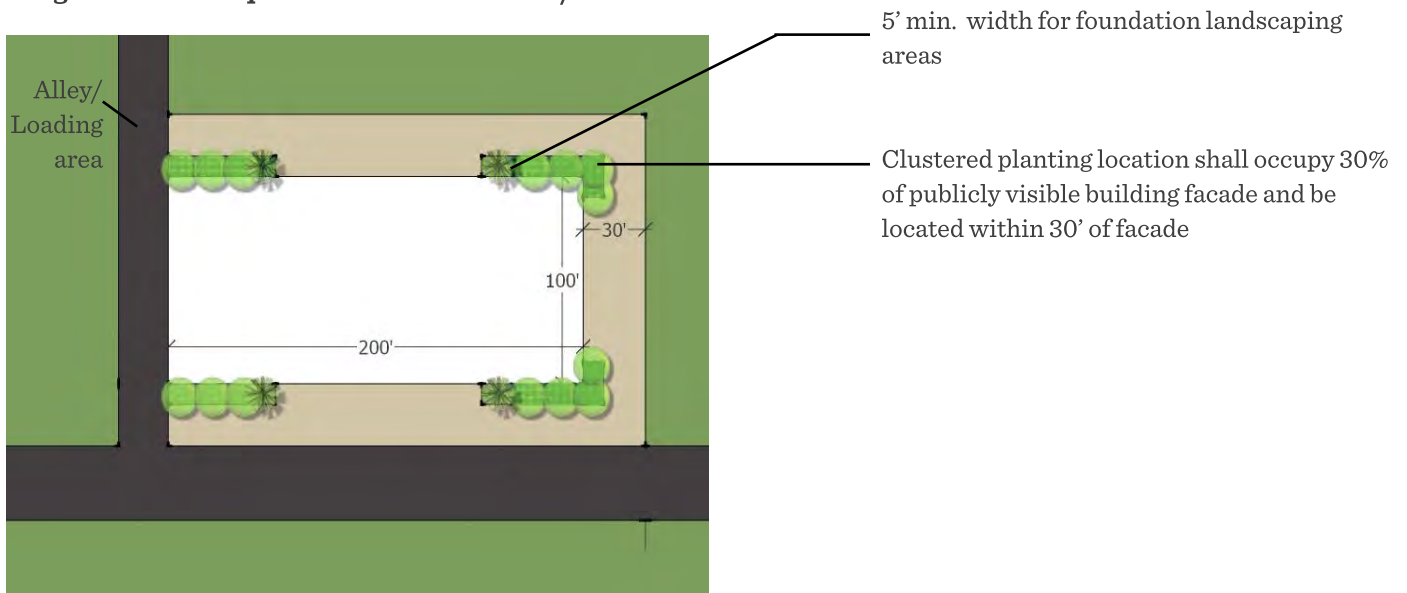 5’ min. width for foundation landscaping
areas
Alley/
Loading
area
Clustered planting location shall occupy 30%
of publicly visible building facade and be
located within 30’ of facade
30'
100'
200'